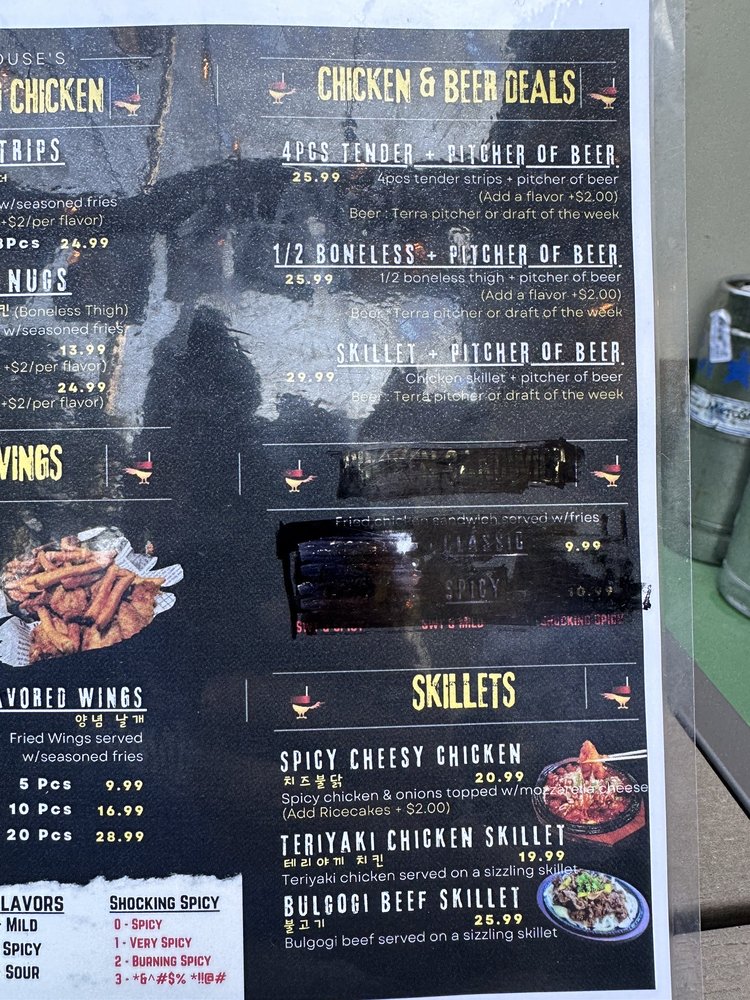 OUSE'S
CHICKEN
TRIPS
w/seasoned fries
+$2/per flavor)
3Pcs 24.99
NUGS
(Boneless Thigh)
w/seasoned fries
13.99
+$2/per flavor)
24.99
+$2/per flavor)
WINGS
AVORED WINGS
양념 날개
Fried Wings served
w/seasoned fries
5 Pcs 9.99
10 Pcs 16.99
20 Pcs 28.99
LAVORS
MILD
SPICY
SOUR
SHOCKING SPICY
0 - SPICY
1 - VERY SPICY
2 - BURNING SPICY
3 - *&^#$% *!!@#
CHICKEN & BEER DEALS
4PCS TENDER + PITCHER OF BEER
25.99 4pcs tender strips + pitcher of beer
(Add a flavor +$2.00)
Beer : Terra pitcher or draft of the week
1/2 BONELESS + PITCHER OF BEER
25.99 1/2 boneless thigh + pitcher of beer
(Add a flavor +$2.00)
Beer : Terra pitcher or draft of the week
SKILLET + PITCHER OF BEER
29.99 Chicken skillet + pitcher of beer
Beer : Terra pitcher or draft of the week
Fried chicken sandwich served w/fries
CLASSIC 9.99
SPICY 10.99
SWT & MILD SHOCKING SPICY
SKILLETS
SPICY CHEESY CHICKEN
치즈불닭 20.99
Spicy chicken & onions topped w/mozzarella cheese
(Add Ricecakes + $2.00)
TERIYAKI CHICKEN SKILLET
테리야끼 치킨 19.99
Teriyaki chicken served on a sizzling skillet
BULGOGI BEEF SKILLET
불고기 25.99
Bulgogi beef served on a sizzling skillet